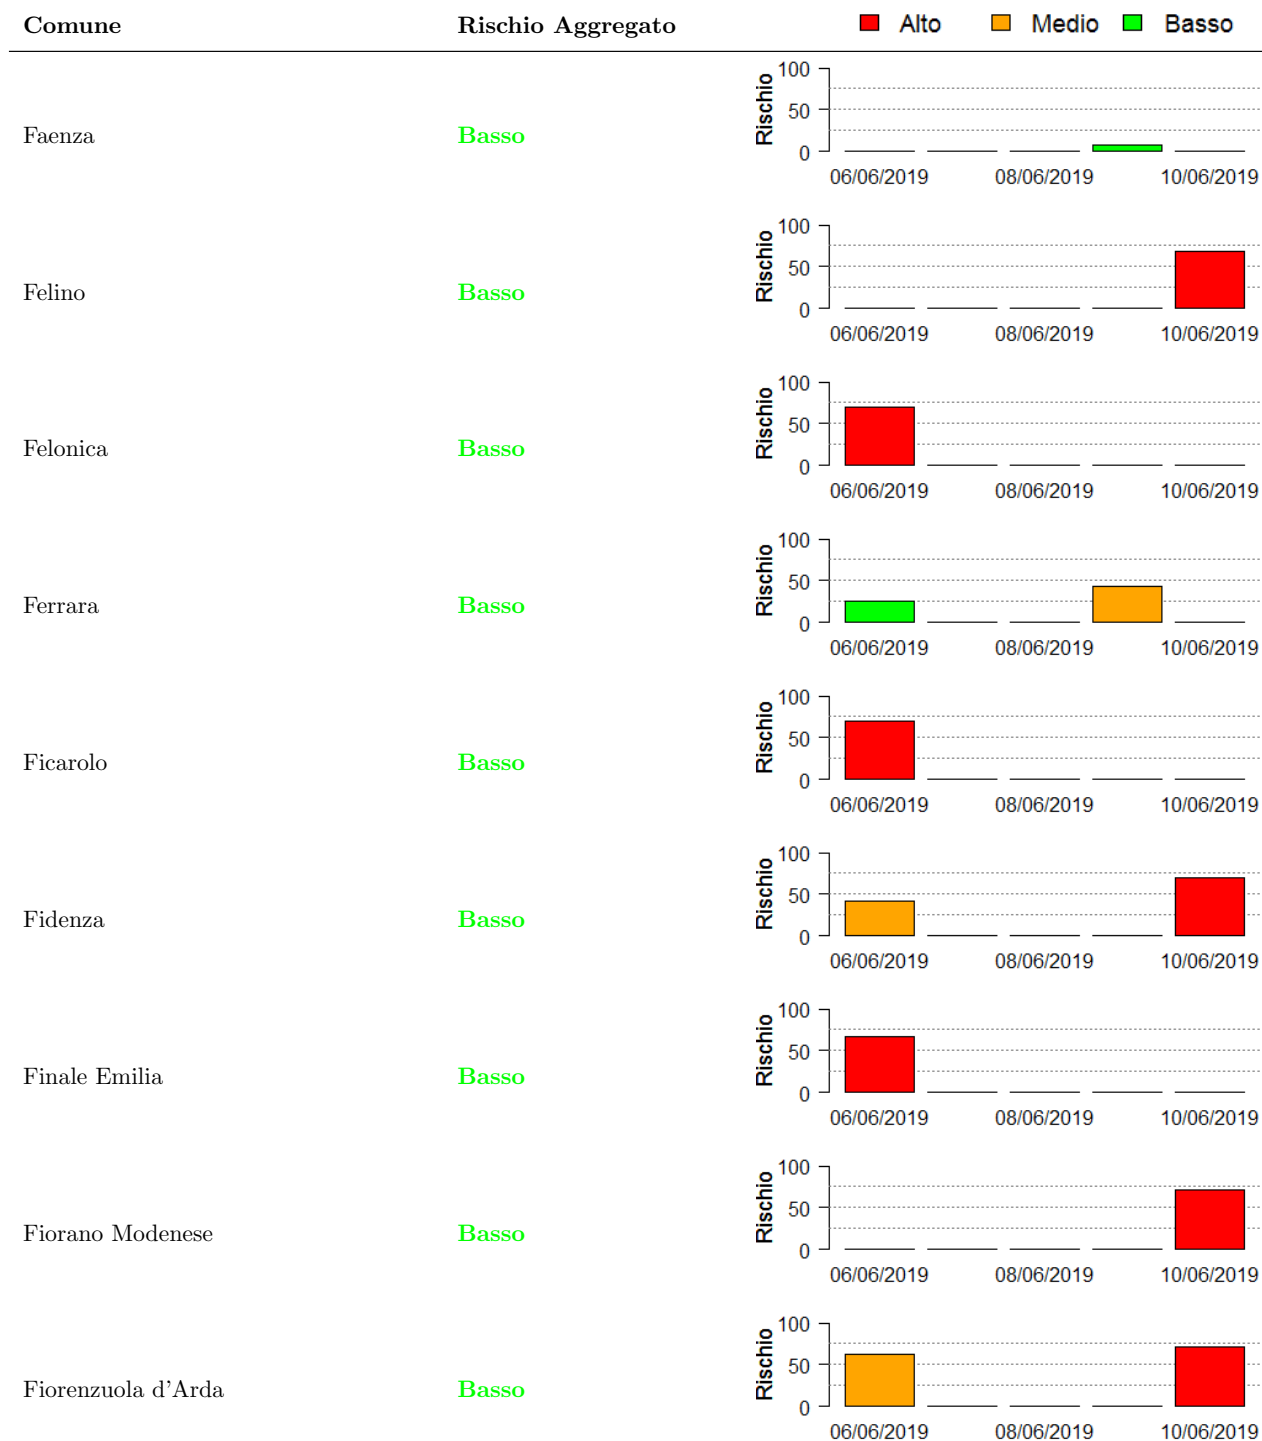 Comune Rischio Aggregato Alto Medio Basso
100
50
0
Rischio
Faenza Basso
06/06/2019 08/06/2019 10/06/2019
100
50
0
Rischio
Felino Basso
06/06/2019 08/06/2019 10/06/2019
100
50
0
Rischio
Felonica Basso
06/06/2019 08/06/2019 10/06/2019
100
50
0
Rischio
Ferrara Basso
06/06/2019 08/06/2019 10/06/2019
100
50
0
Rischio
Ficarolo Basso
06/06/2019 08/06/2019 10/06/2019
100
50
0
Rischio
Fidenza Basso
06/06/2019 08/06/2019 10/06/2019
100
50
0
Rischio
Finale Emilia Basso
06/06/2019 08/06/2019 10/06/2019
100
50
0
Rischio
Fiorano Modenese Basso
06/06/2019 08/06/2019 10/06/2019
100
50
0
Rischio
Fiorenzuola d'Arda Basso
06/06/2019 08/06/2019 10/06/2019